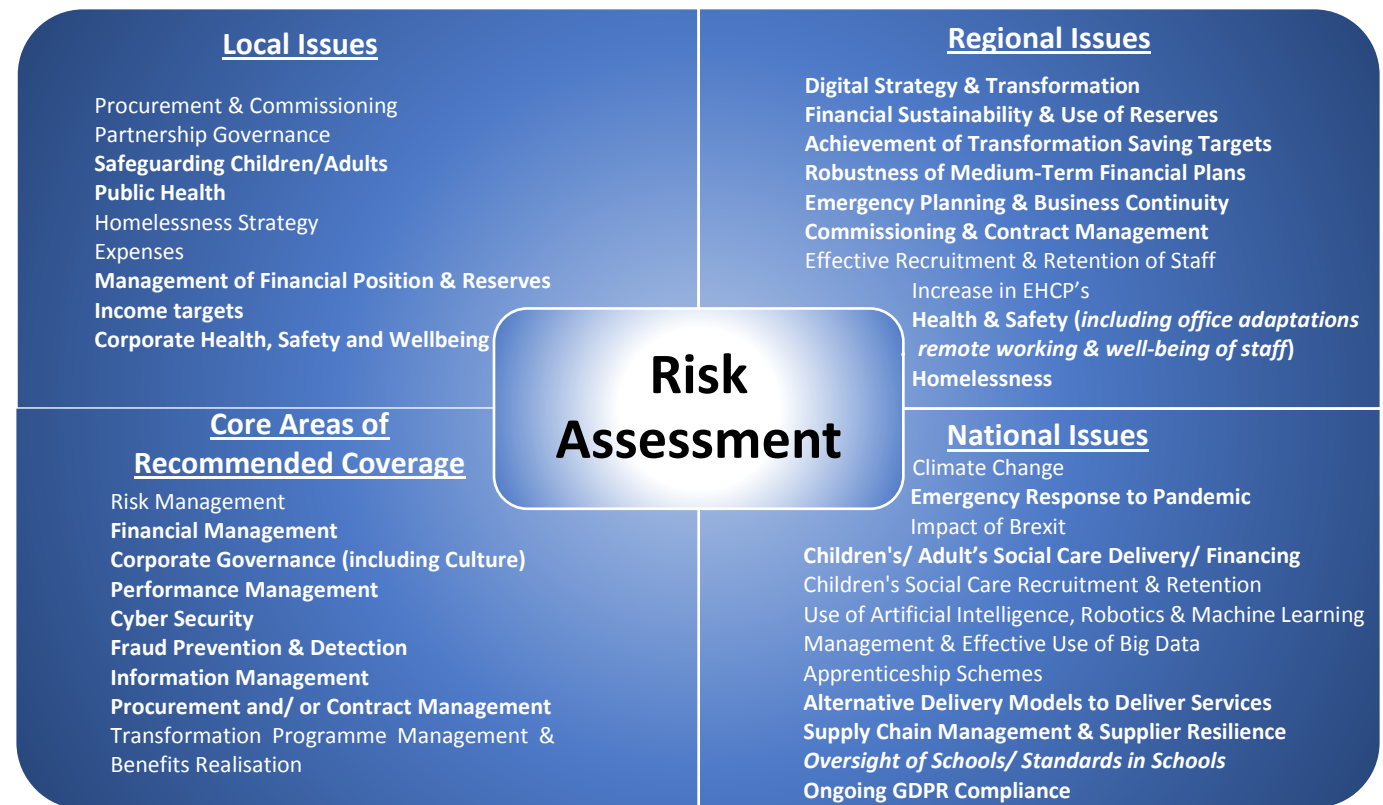 Local Issues
Procurement & Commissioning
Partnership Governance
Safeguarding Children/Adults
Public Health
Homelessness Strategy
Expenses
Management of Financial Position & Reserves
Income targets
Corporate Health, Safety and Wellbeing
Regional Issues
Digital Strategy & Transformation
Financial Sustainability & Use of Reserves
Achievement of Transformation Saving Targets
Robustness of Medium-Term Financial Plans
Emergency Planning & Business Continuity
Commissioning & Contract Management
Effective Recruitment & Retention of Staff
Increase in EHCP's
Health & Safety (including office adaptations
remote working & well-being of staff)
Homelessness
Risk
Assessment
Core Areas of
Recommended Coverage
Risk Management
Financial Management
Corporate Governance (including Culture)
Performance Management
Cyber Security
Fraud Prevention & Detection
Information Management
Procurement and/ or Contract Management
Transformation Programme Management &
Benefits Realisation
National Issues
Climate Change
Emergency Response to Pandemic
Impact of Brexit
Children's/ Adult’s Social Care Delivery/ Financing
Children's Social Care Recruitment & Retention
Use of Artificial Intelligence, Robotics & Machine Learning
Management & Effective Use of Big Data
Apprenticeship Schemes
Alternative Delivery Models to Deliver Services
Supply Chain Management & Supplier Resilience
Oversight of Schools/ Standards in Schools
Ongoing GDPR Compliance